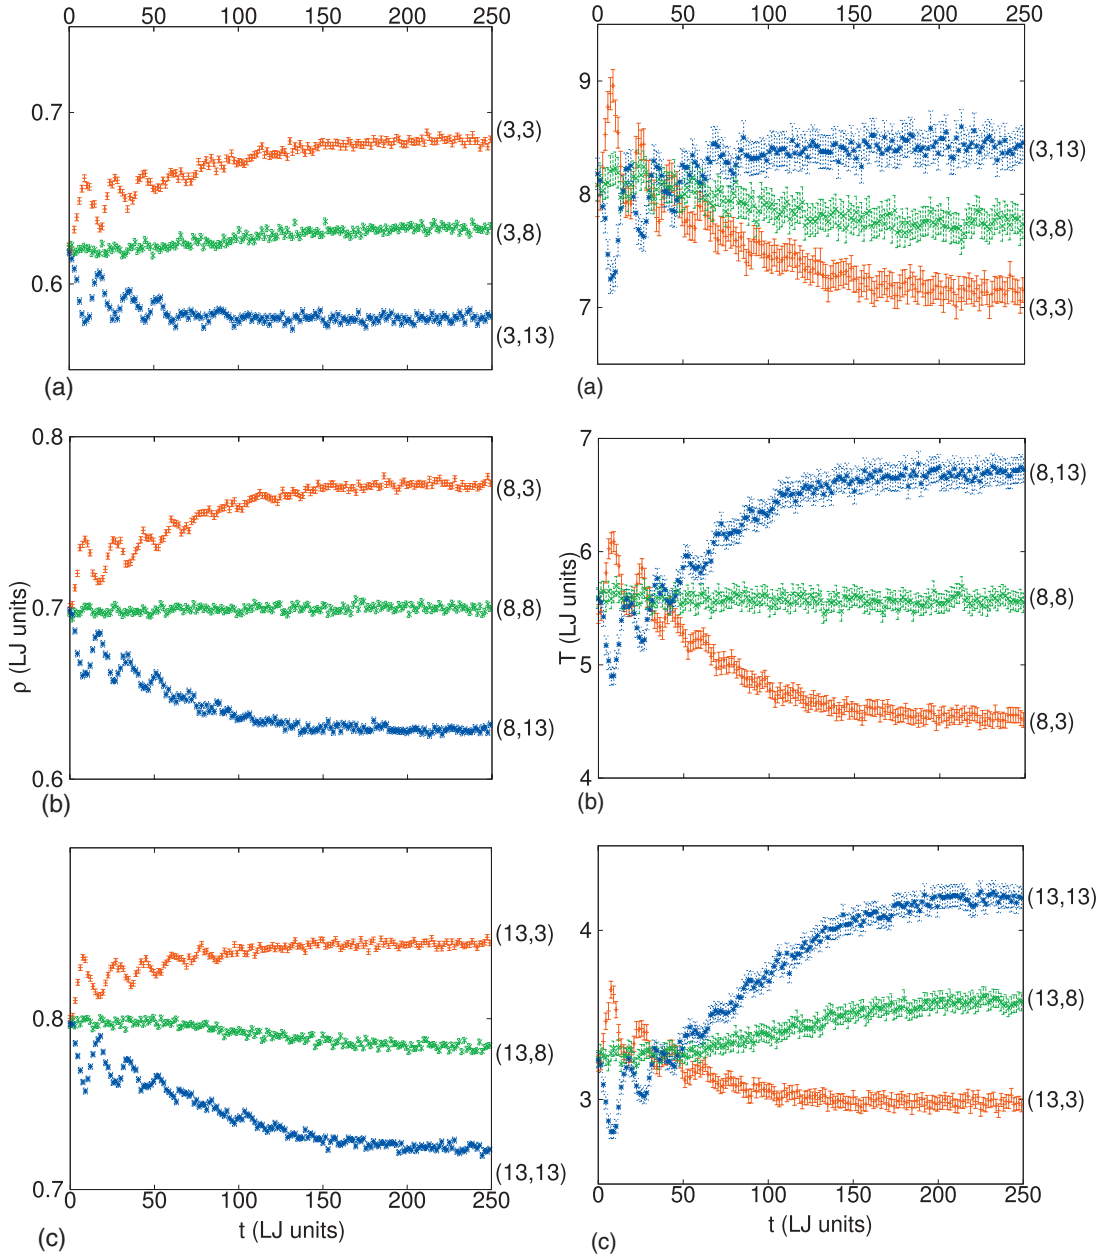 0 50 100 150 200 250
0.7
0.6
(3,3)
(3,8)
(3,13)
(a)
0 50 100 150 200 250
9
8
7
(3,13)
(3,8)
(3,3)
(a)
0.8
0.7
0.6
ρ (LJ units)
(8,3)
(8,8)
(8,13)
(b)
7
6
5
4
T (LJ units)
(8,13)
(8,8)
(8,3)
(b)
0.8
0.7
(13,3)
(13,8)
(13,13)
0 50 100 150 200 250
t (LJ units)
(c)
4
3
(13,13)
(13,8)
(13,3)
0 50 100 150 200 250
t (LJ units)
(c)